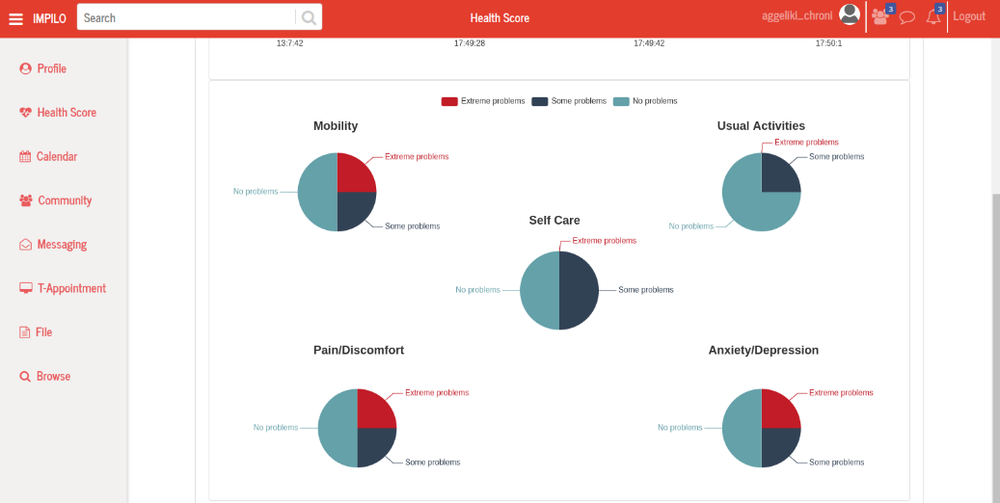 IMPILO
Search
Health Score
aggeliki_chroni
3
3
Logout
Profile
Health Score
Calendar
Community
Messaging
T-Appointment
File
Browse
13:7:42
17:49:28
17:49:42
17:50:1
Extreme problems
Some problems
No problems
Mobility
Extreme problems
No problems
Some problems
Usual Activities
Extreme problems
Some problems
No problems
Self Care
Extreme problems
No problems
Some problems
Pain/Discomfort
Extreme problems
No problems
Some problems
Anxiety/Depression
Extreme problems
No problems
Some problems